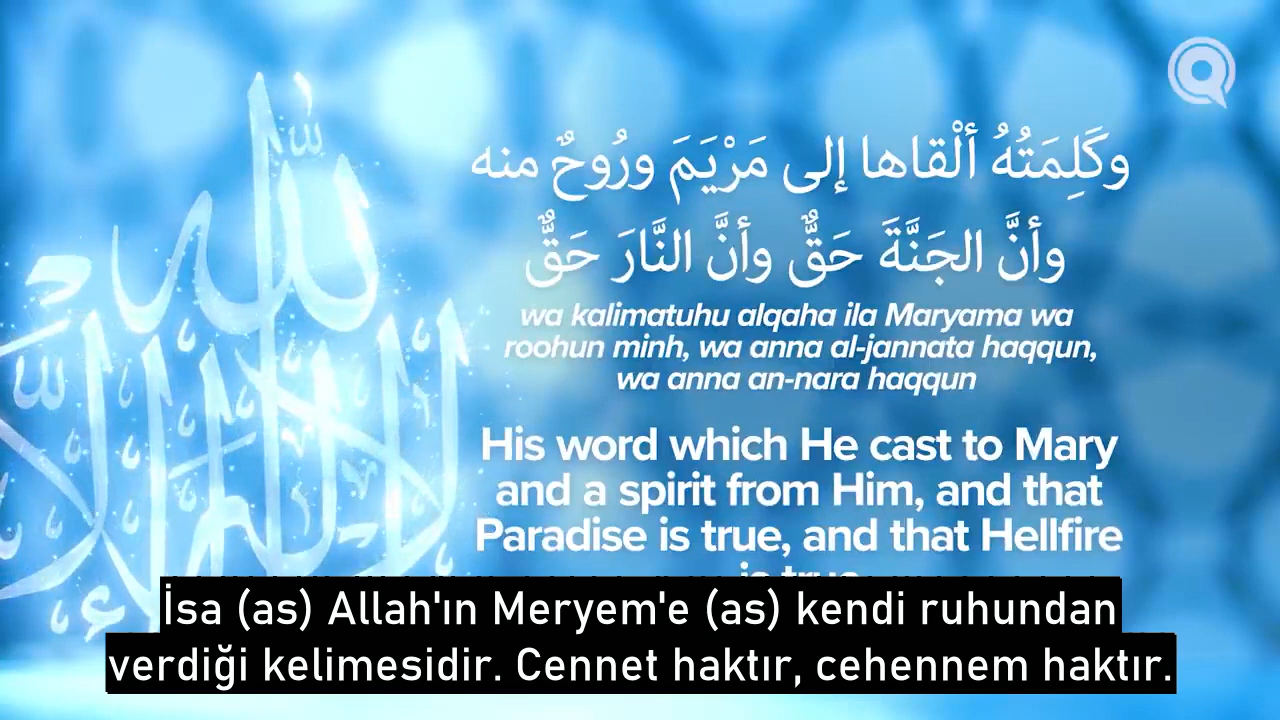 وكَلِمَتُهُ ألْقاها إلى مَرْيَمَ ورُوحٌ منه
وأنَّ الجَنَّةَ حَقٌّ وأنَّ النَّارَ حَقٌّ
wa kalimatuhu alqaha ila Maryama wa
roohun minh, wa anna al-jannata haqqun,
wa anna an-nara haqqun
His word which He cast to Mary
and a spirit from Him, and that
Paradise is true, and that Hellfire
is true
İsa (as) Allah'ın Meryem'e (as) kendi ruhundan
verdiği kelimesidir. Cennet haktır, cehennem haktır.